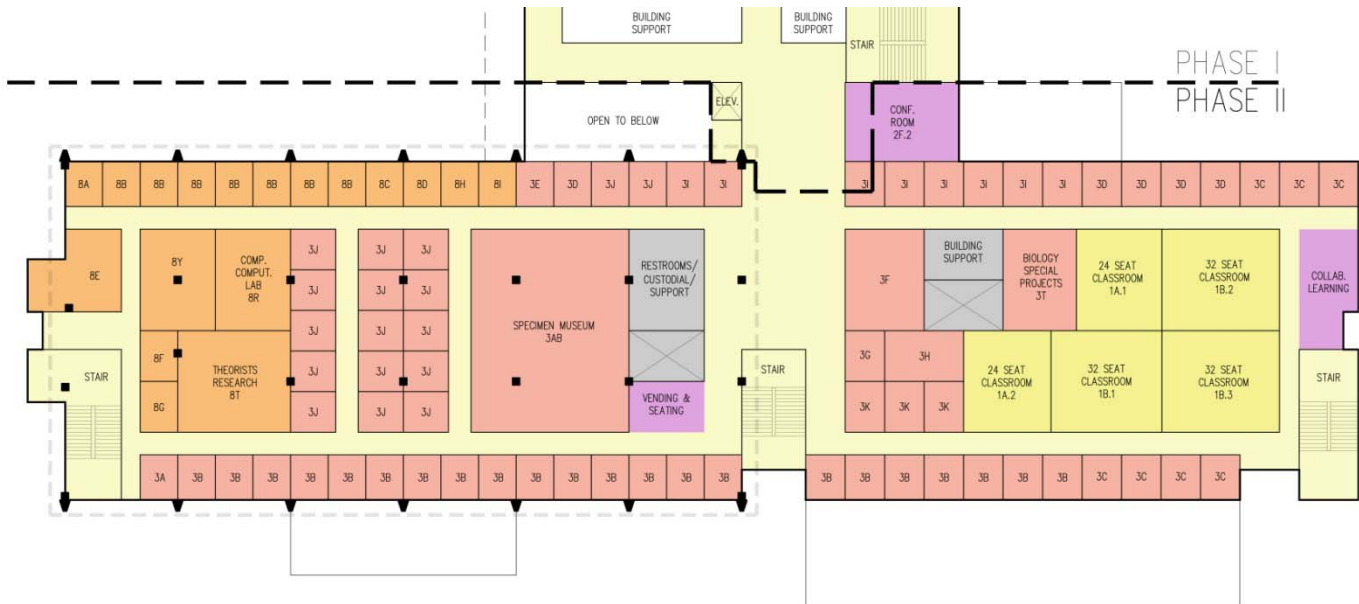 BUILDING
SUPPORT
BUILDING
SUPPORT
STAIR
PHASE I
PHASE II
ELEV.
OPEN TO BELOW
CONF.
ROOM
2F.2
8A 8B 8B 8B 8B 8B 8B 8B 8C 8D 8H 8I 3E 3D 3J 3J 3I 3I
3I 3I 3I 3I 3I 3I 3D 3D 3D 3D 3C 3C 3C
8E
8Y
COMP.
COMPUT.
LAB
8R
3J
3J
3J
3J
3J
3J 3J
3J 3J
3J 3J
3J 3J
3J 3J
8F
8G
THEORISTS
RESEARCH
8T
STAIR
SPECIMEN MUSEUM
3AB
RESTROOMS/
CUSTODIAL/
SUPPORT
VENDING &
SEATING
STAIR
3F
BUILDING
SUPPORT
BIOLOGY
SPECIAL
PROJECTS
3T
24 SEAT
CLASSROOM
1A.1
32 SEAT
CLASSROOM
1B.2
COLLAB.
LEARNING
3G 3H
3K 3K 3K
24 SEAT
CLASSROOM
1A.2
32 SEAT
CLASSROOM
1B.1
32 SEAT
CLASSROOM
1B.3
STAIR
3A 3B 3B 3B 3B 3B 3B 3B 3B 3B 3B 3B 3B 3B 3B 3B
3B 3B 3B 3B 3B 3B 3B 3C 3C 3C 3C